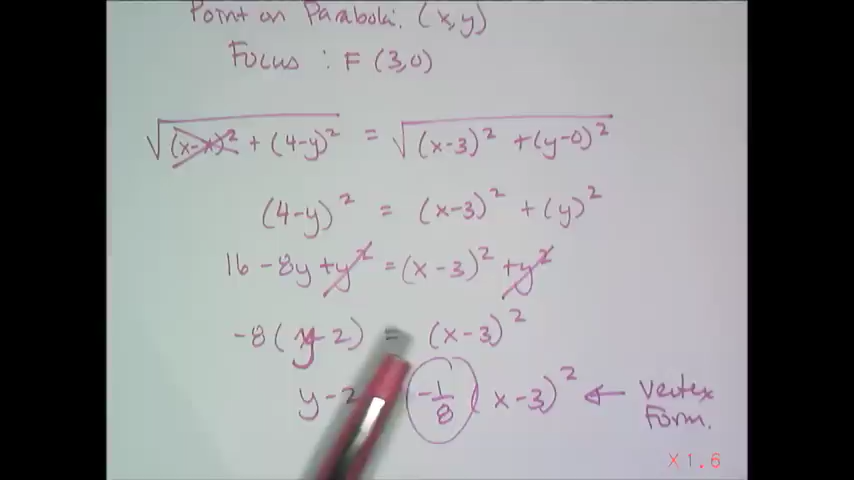 Point on Parabola: (x,y)
Focus : F (3,0)
√((x-x)² + (4-y)²) = √((x-3)² + (y-0)²)
(4-y)² = (x-3)² + (y)²
16 - 8y + y² = (x-3)² + y²
-8(y-2) = (x-3)²
y-2 -1/8 (x-3)² ← Vertex Form.
X1.6